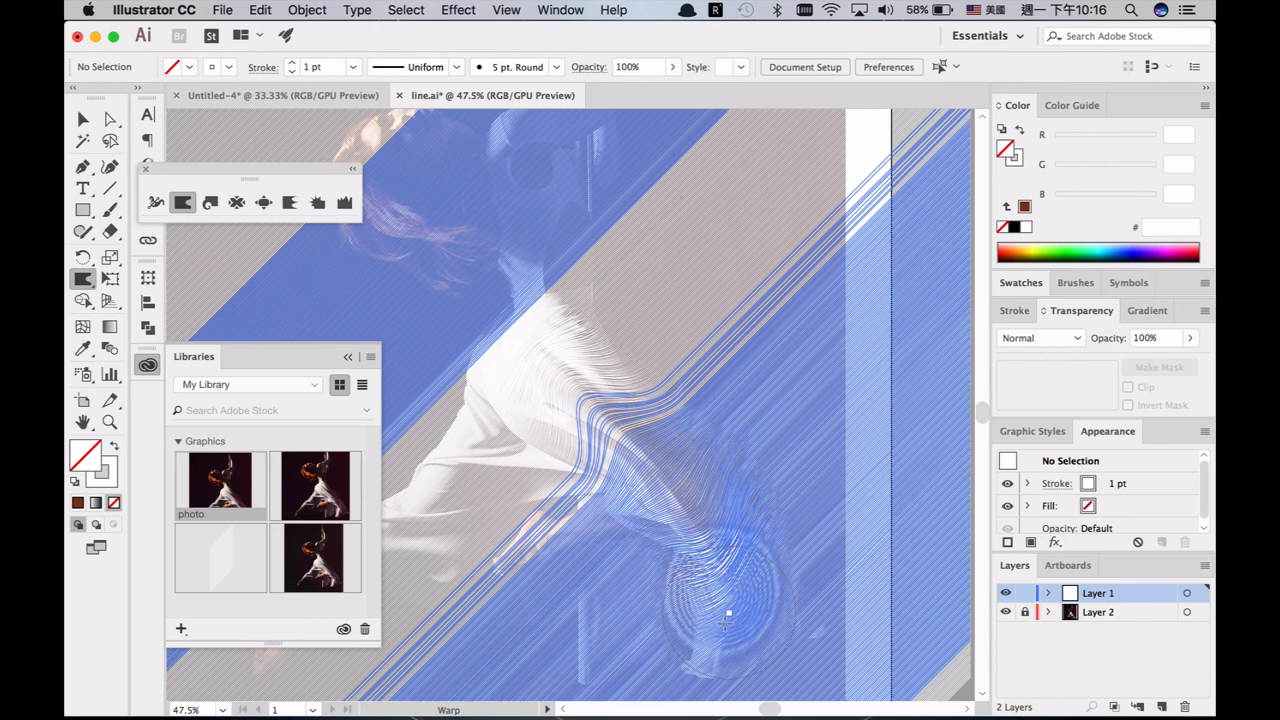 Illustrator CC File Edit Object Type Select Effect View Window Help 58% 美國 週一 下午10:16
Ai Br St Essentials Search Adobe Stock
No Selection Stroke: 1 pt Uniform 5 pt. Round Opacity: 100% Style: Document Setup Preferences
Untitled-4* @ 33.33% (RGB/GPU Preview) line.ai* @ 47.5% (RGB/GPU Preview)
Color Color Guide
R
G
B
#
Swatches Brushes Symbols
Stroke Transparency Gradient
Normal Opacity: 100%
Make Mask
Clip
Invert Mask
Graphic Styles Appearance
No Selection
Stroke: 1 pt
Fill:
Opacity: Default
fx
Layers Artboards
Layer 1
Layer 2
2 Layers
Libraries
My Library
Search Adobe Stock
Graphics
photo
47.5% 1 Warp